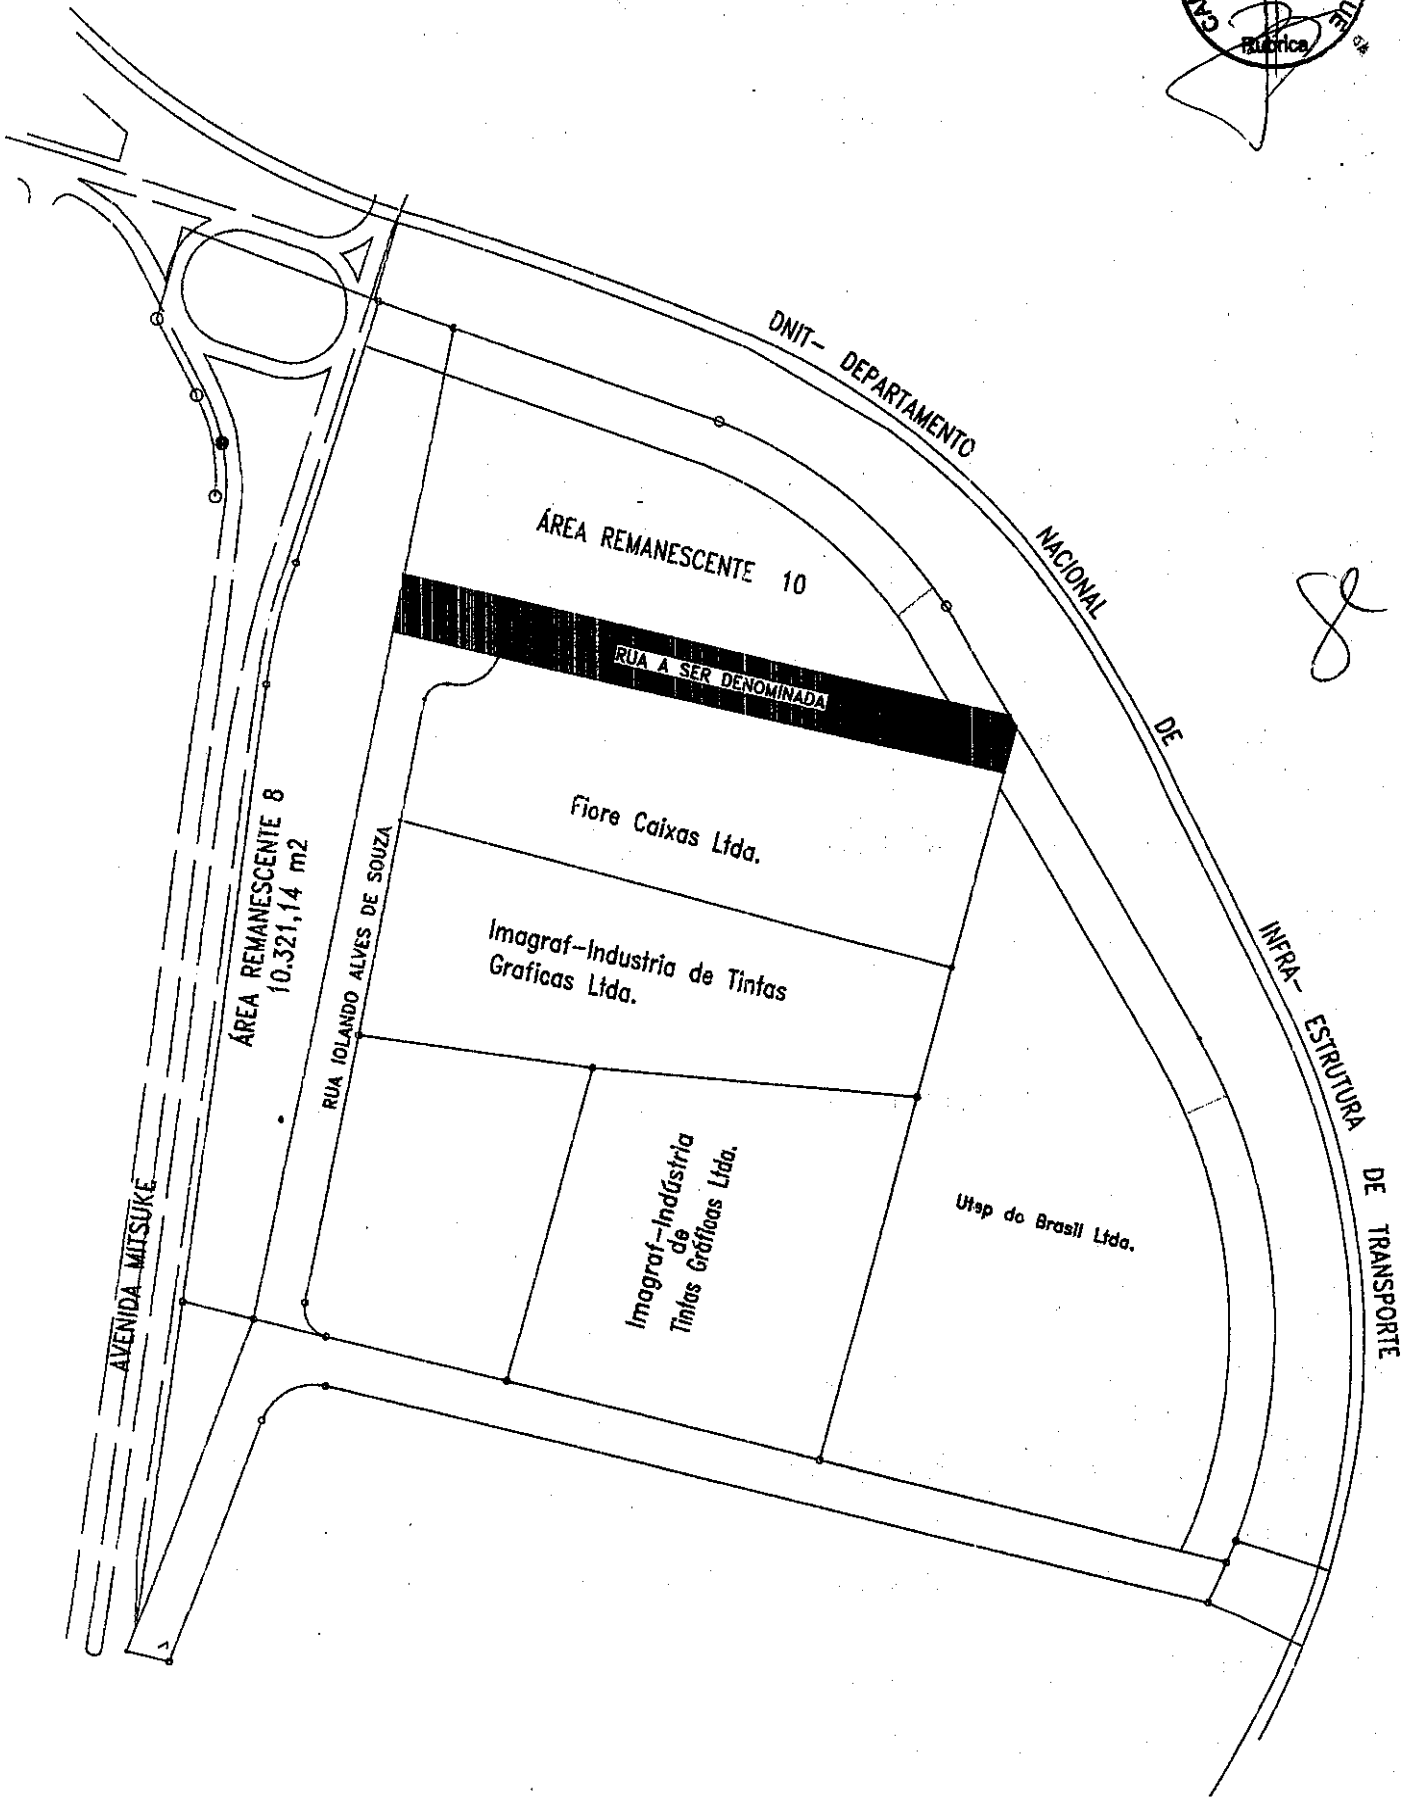 Rubrica
DNIT- DEPARTAMENTO NACIONAL DE INFRA- ESTRUTURA DE TRANSPORTE
ÁREA REMANESCENTE 10
8
RUA A SER DENOMINADA
Fiore Caixas Ltda.
ÁREA REMANESCENTE 8
10.321,14 m2
RUA IOLANDO ALVES DE SOUZA
Imagraf-Industria de Tintas
Graficas Ltda.
Imagraf-Indústria
de
Tintas Gráficas Ltda.
Utep do Brasil Ltda.
AVENIDA MITSUKE